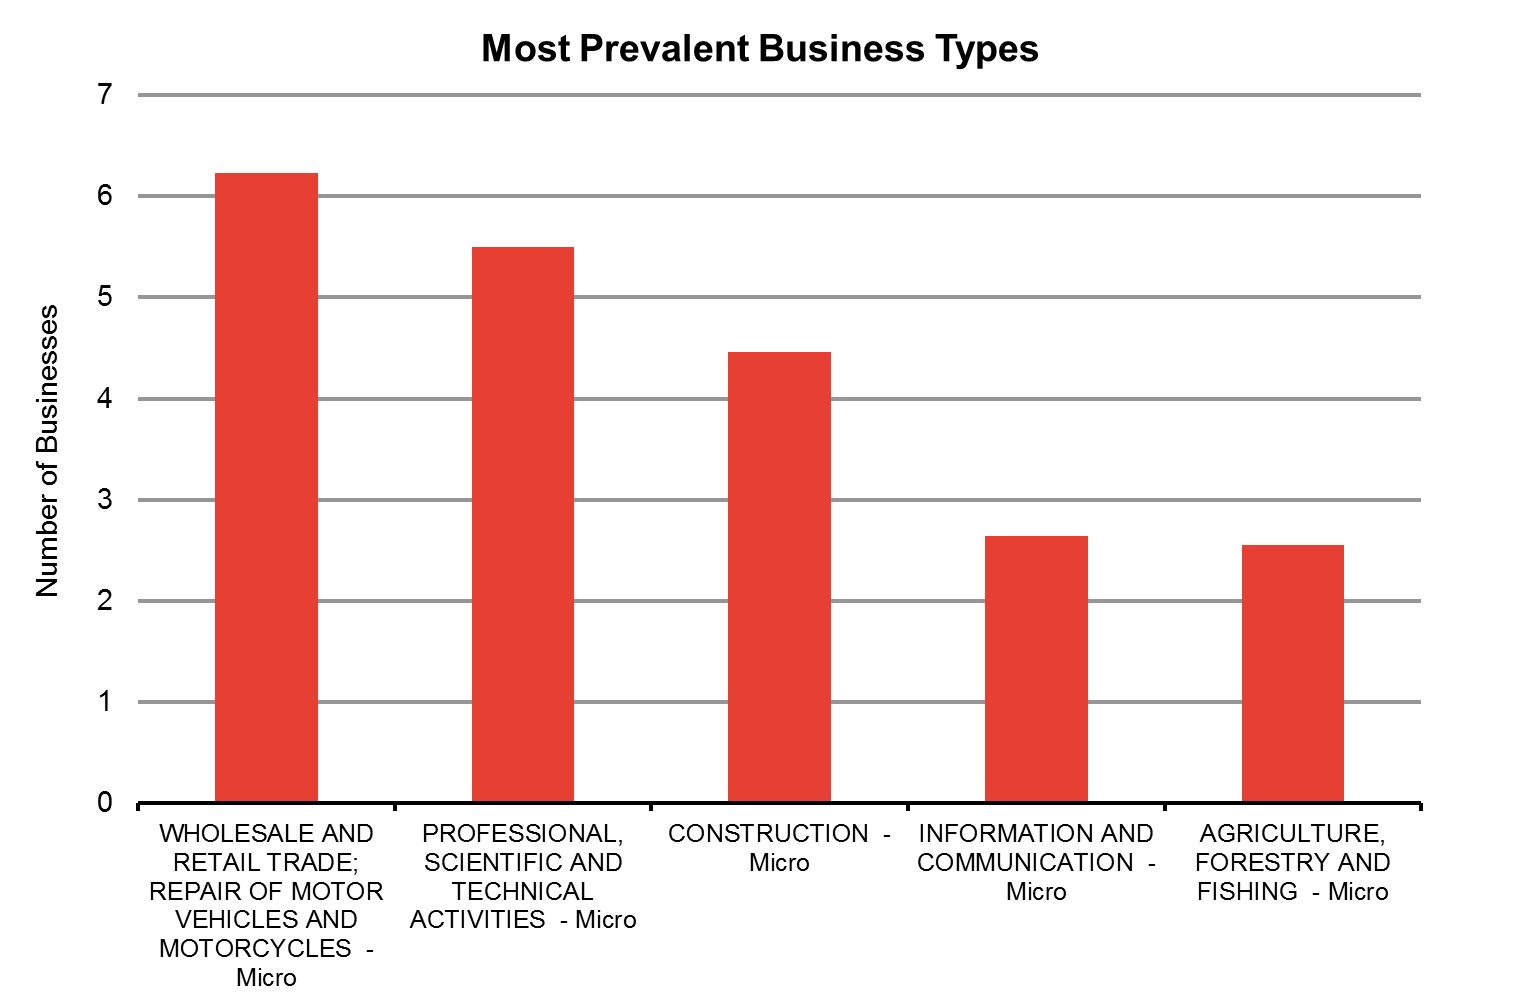 Most Prevalent Business Types
7
6
5
4
3
2
1
0
Number of Businesses
WHOLESALE AND
RETAIL TRADE;
REPAIR OF MOTOR
VEHICLES AND
MOTORCYCLES  -
Micro
PROFESSIONAL,
SCIENTIFIC AND
TECHNICAL
ACTIVITIES  - Micro
CONSTRUCTION  -
Micro
INFORMATION AND
COMMUNICATION  -
Micro
AGRICULTURE,
FORESTRY AND
FISHING  - Micro